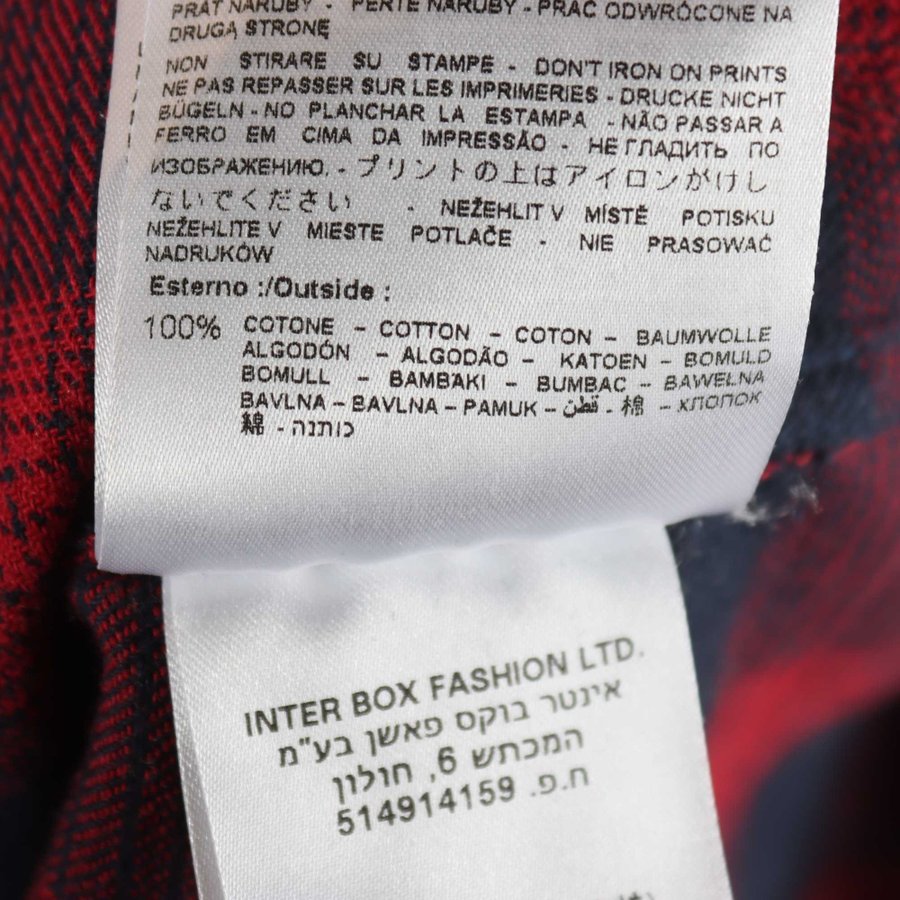 PRAT NARUBY - PERTE NARUBY - PRAĆ ODWRÓCONE NA
DRUGĄ STRONĘ
NON STIRARE SU STAMPE - DON'T IRON ON PRINTS
NE PAS REPASSER SUR LES IMPRIMERIES - DRUCKE NICHT
BÜGELN - NO PLANCHAR LA ESTAMPA - NÃO PASSAR A
FERRO EM CIMA DA IMPRESSÃO - НЕ ГЛАДИТЬ ПО
ИЗОБРАЖЕНИЮ. - プリントの上はアイロンがけし
ないでください - NEŽEHLIT V MÍSTĚ POTISKU
NEŽEHLITE V MIESTE POTLAČE - NIE PRASOWAĆ
NADRUKÓW
Esterno :/Outside :
100% COTONE – COTTON – COTON – BAUMWOLLE
ALGODÓN – ALGODÃO – KATOEN – BOMULD
BOMULL – BAMBAKI – BUMBAC – BAWEŁNA
BAVLNA – BAVLNA – PAMUK – قطن - 棉 – ХЛОПОК
綿 - כותנה
INTER BOX FASHION LTD.
אינטר בוקס פאשן בע"מ
המכתש 6, חולון
ח.פ. 514914159